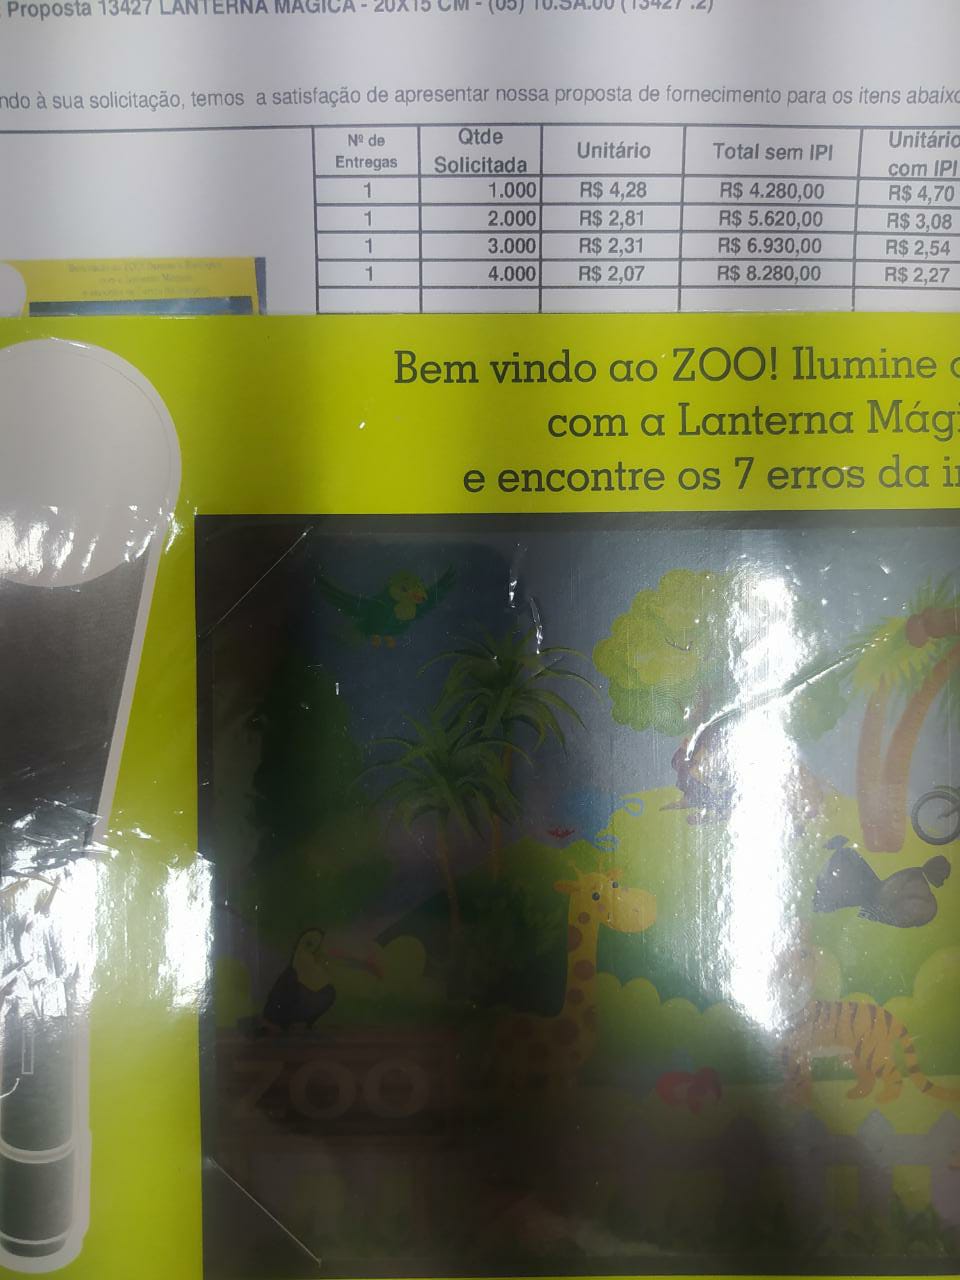 Proposta 13427 LANTERNA MÁGICA - 20X15 CM - (05) 10.SA.00 (13427 .2)
ndo à sua solicitação, temos a satisfação de apresentar nossa proposta de fornecimento para os itens abaixo
Nº de Entregas Qtde Solicitada Unitário Total sem IPI Unitário com IPI
1 1.000 R$ 4,28 R$ 4.280,00 R$ 4,70
1 2.000 R$ 2,81 R$ 5.620,00 R$ 3,08
1 3.000 R$ 2,31 R$ 6.930,00 R$ 2,54
1 4.000 R$ 2,07 R$ 8.280,00 R$ 2,27
Bem vindo ao ZOO! Ilumine
com a Lanterna Mági
e encontre os 7 erros da i
ZOO